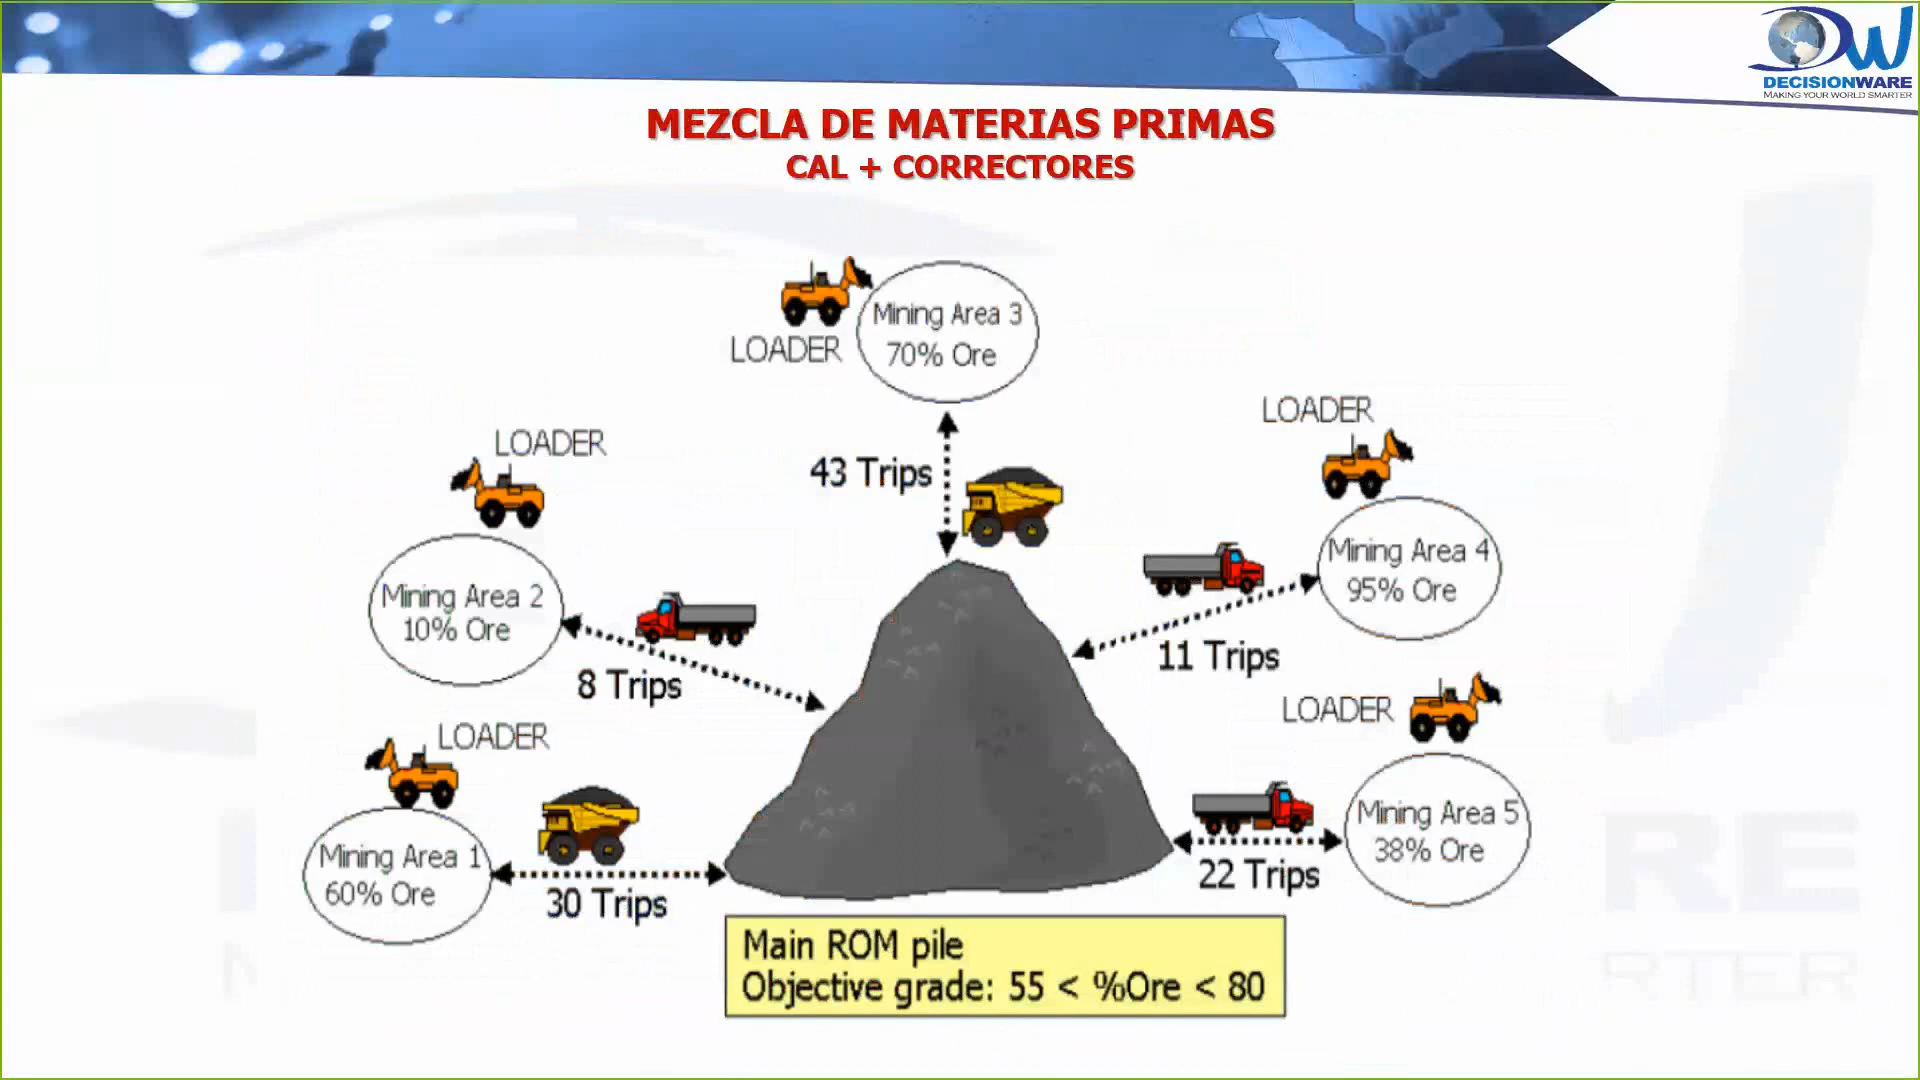 DECISIONWARE
MAKING YOUR WORLD SMARTER
MEZCLA DE MATERIAS PRIMAS
CAL + CORRECTORES
LOADER
Mining Area 3
70% Ore
43 Trips
LOADER
Mining Area 2
10% Ore
8 Trips
LOADER
Mining Area 4
95% Ore
11 Trips
LOADER
Mining Area 1
60% Ore
30 Trips
LOADER
Mining Area 5
38% Ore
22 Trips
Main ROM pile
Objective grade: 55 < %Ore < 80
RE
RTER